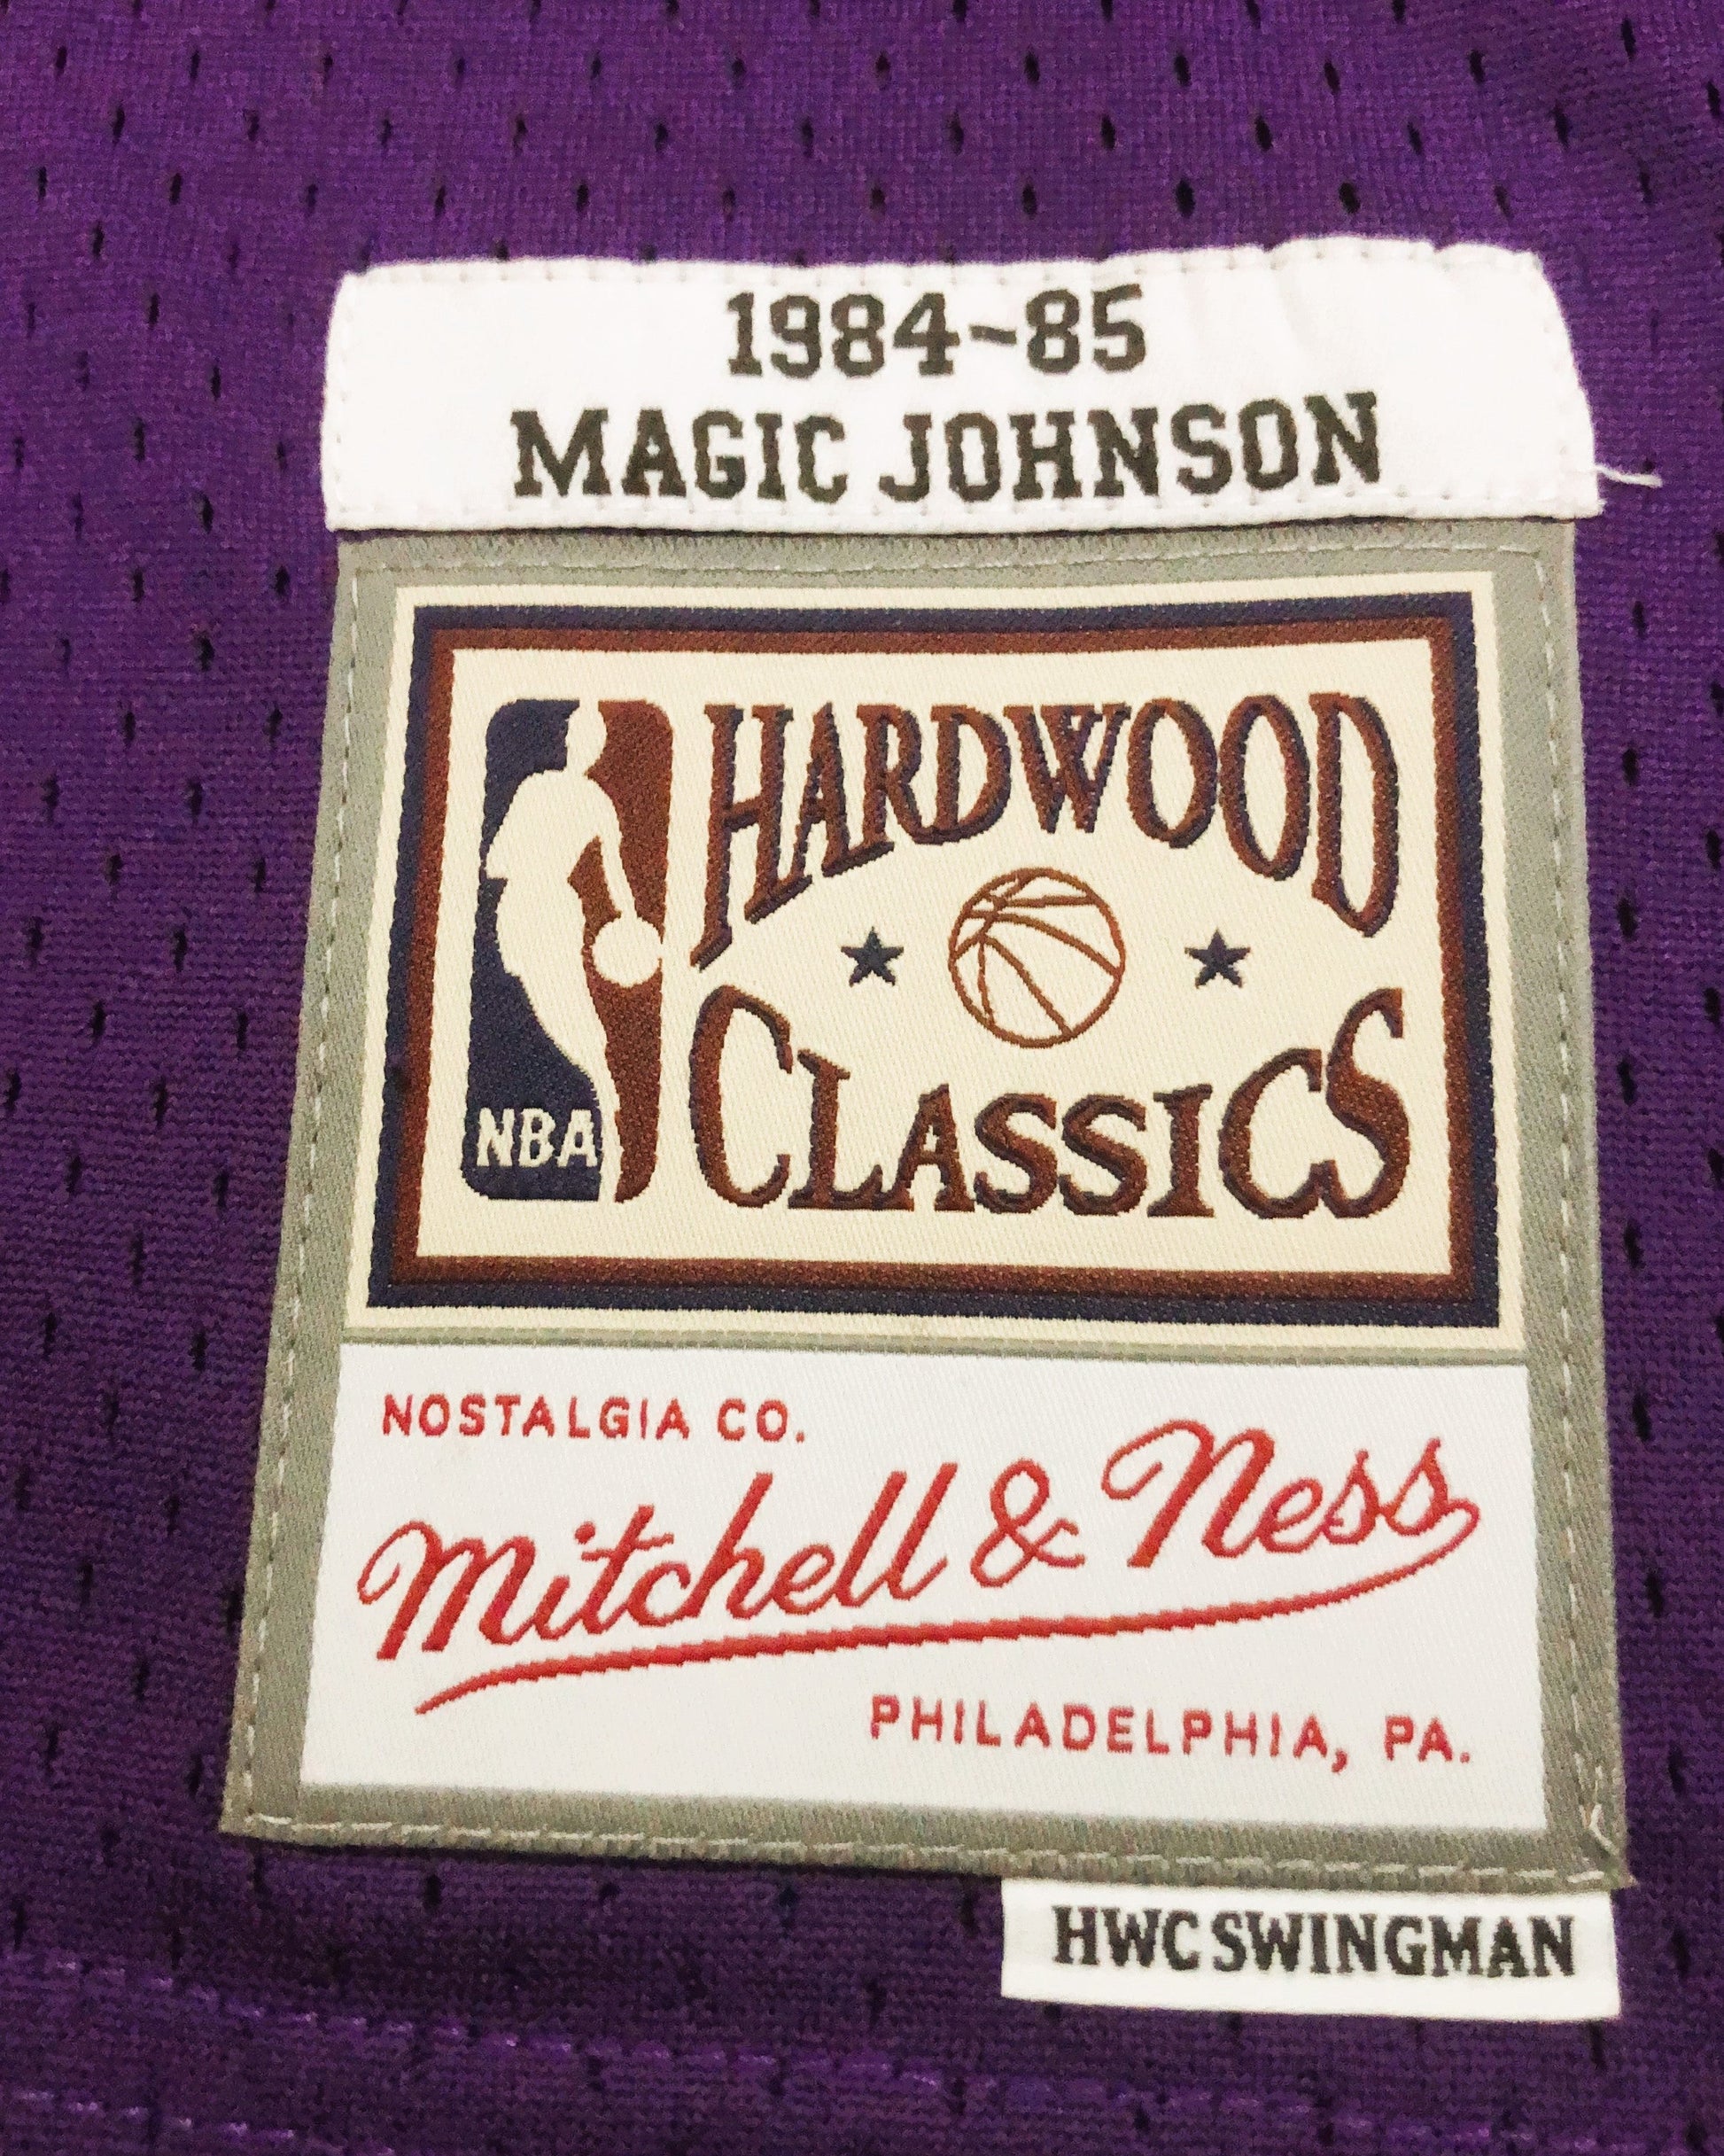 1984-85
MAGIC JOHNSON
HARDWOOD
CLASSICS
NBA
NOSTALGIA CO.
Mitchell & Ness
PHILADELPHIA, PA.
HWC SWINGMAN